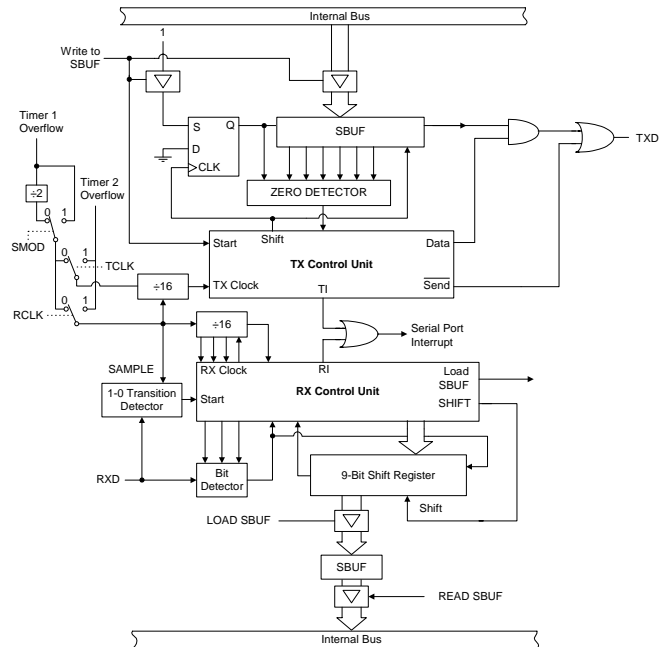 Internal Bus
1
Write to
SBUF
S
Q
D
CLK
SBUF
TXD
Timer 1
Overflow
÷2
Timer 2
Overflow
0
1
SMOD
ZERO DETECTOR
Shift
Start
Data
TX Control Unit
0
1
TCLK
÷16
TX Clock
TI
Send
RCLK
0
1
÷16
Serial Port
Interrupt
SAMPLE
RX Clock
RI
Load
SBUF
1-0 Transition
Detector
Start
RX Control Unit
SHIFT
RXD
Bit
Detector
9-Bit Shift Register
Shift
LOAD SBUF
SBUF
READ SBUF
Internal Bus